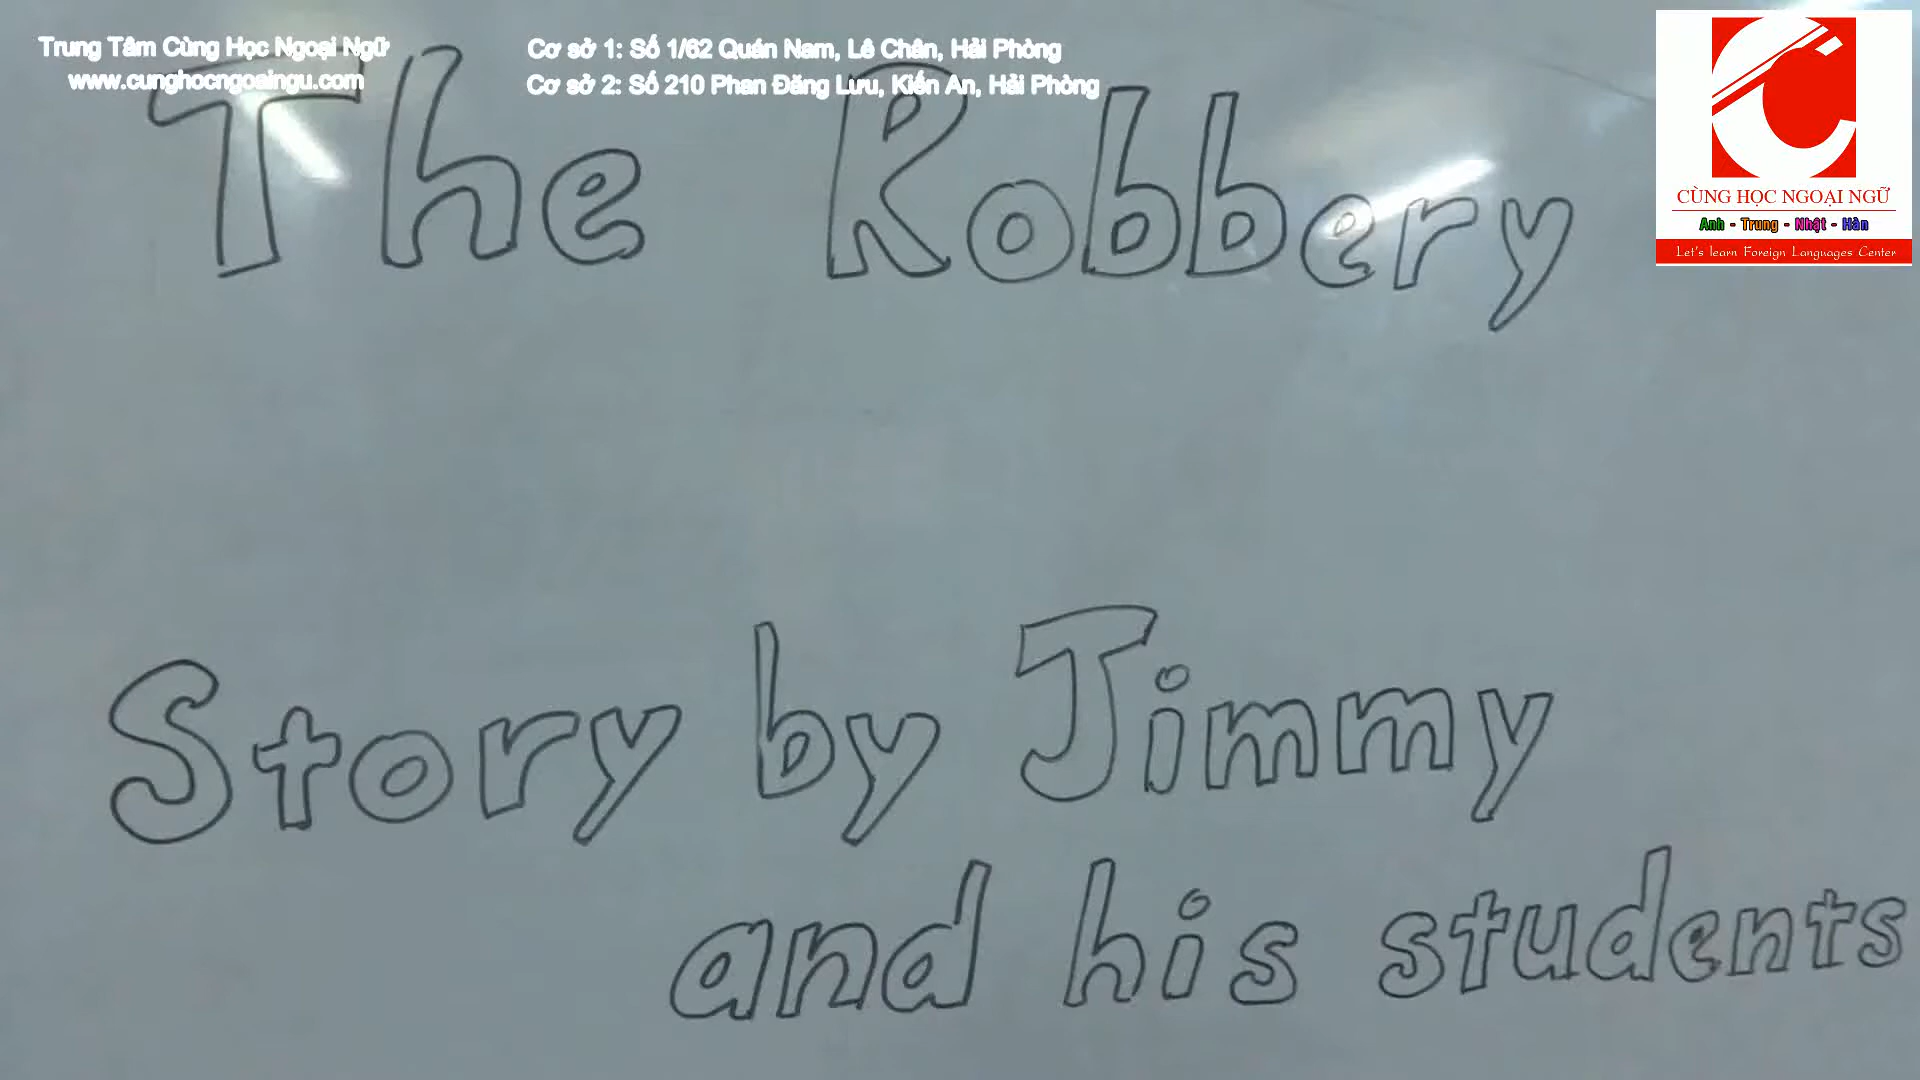 Trung Tâm Cùng Học Ngoại Ngữ
www.cunghocngoaingu.com
Cơ sở 1: Số 1/62 Quán Nam, Lê Chân, Hải Phòng
Cơ sở 2: Số 210 Phan Đăng Lưu, Kiến An, Hải Phòng
CÙNG HỌC NGOẠI NGỮ
Anh - Trung - Nhật - Hàn
Let's learn Foreign Languages Center
The Robbery
Story by Jimmy
and his students